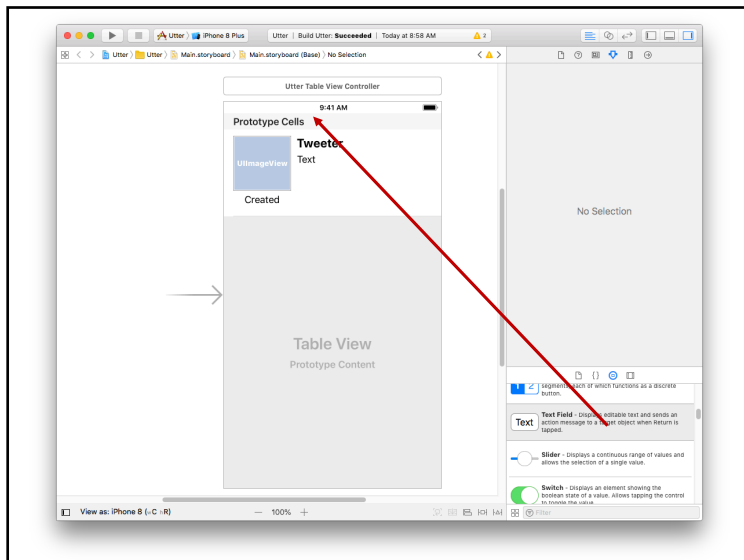 Utter iPhone 8 Plus
Utter | Build Utter: Succeeded | Today at 8:58 AM
2
Utter Utter Main.storyboard Main.storyboard (Base) No Selection
Utter Table View Controller
9:41 AM
Prototype Cells
UIImageView
Tweeter
Text
Created
Table View
Prototype Content
No Selection
1 2
segments, each of which functions as a discrete
button.
Text
Text Field - Displays editable text and sends an
action message to a target object when Return is
tapped.
Slider - Displays a continuous range of values and
allows the selection of a single value.
Switch - Displays an element showing the
boolean state of a value. Allows tapping the control
to toggle the value.
View as: iPhone 8 (wC hR)
— 100% +
Filter